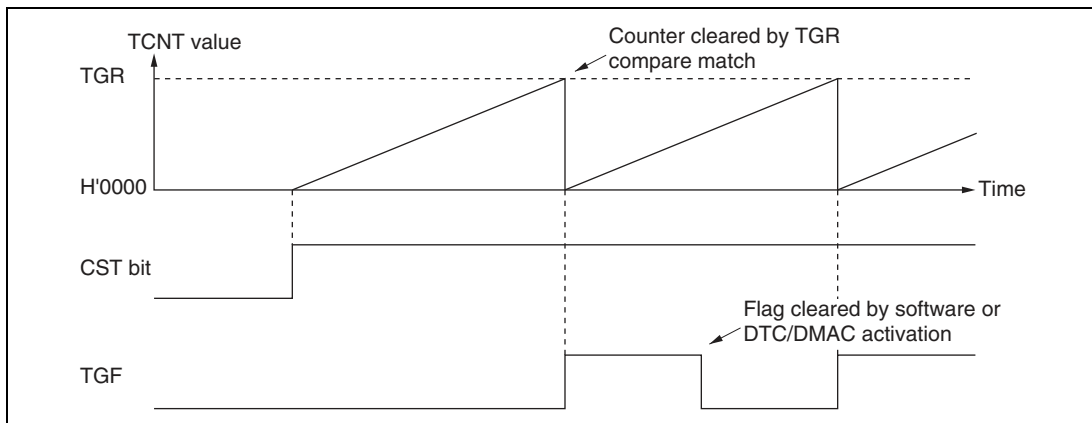 TCNT value
Counter cleared by TGR
compare match
TGR
H'0000
Time
CST bit
Flag cleared by software or
DTC/DMAC activation
TGF